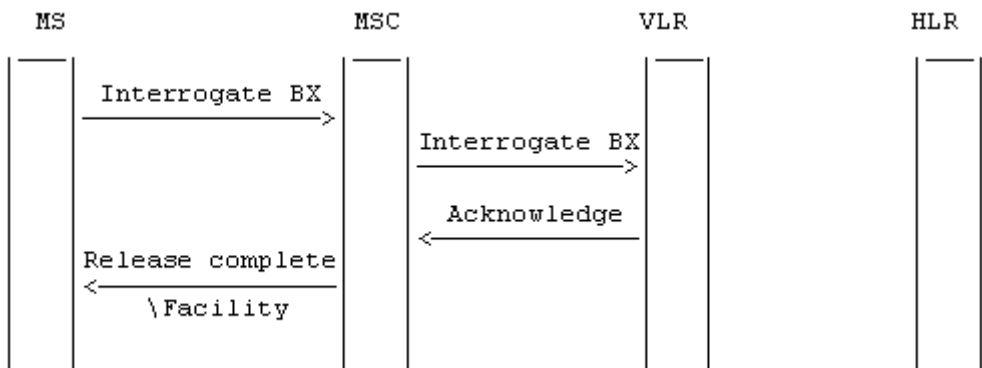 MS MSC VLR HLR
Interrogate BX
Interrogate BX
Acknowledge
Release complete
\Facility